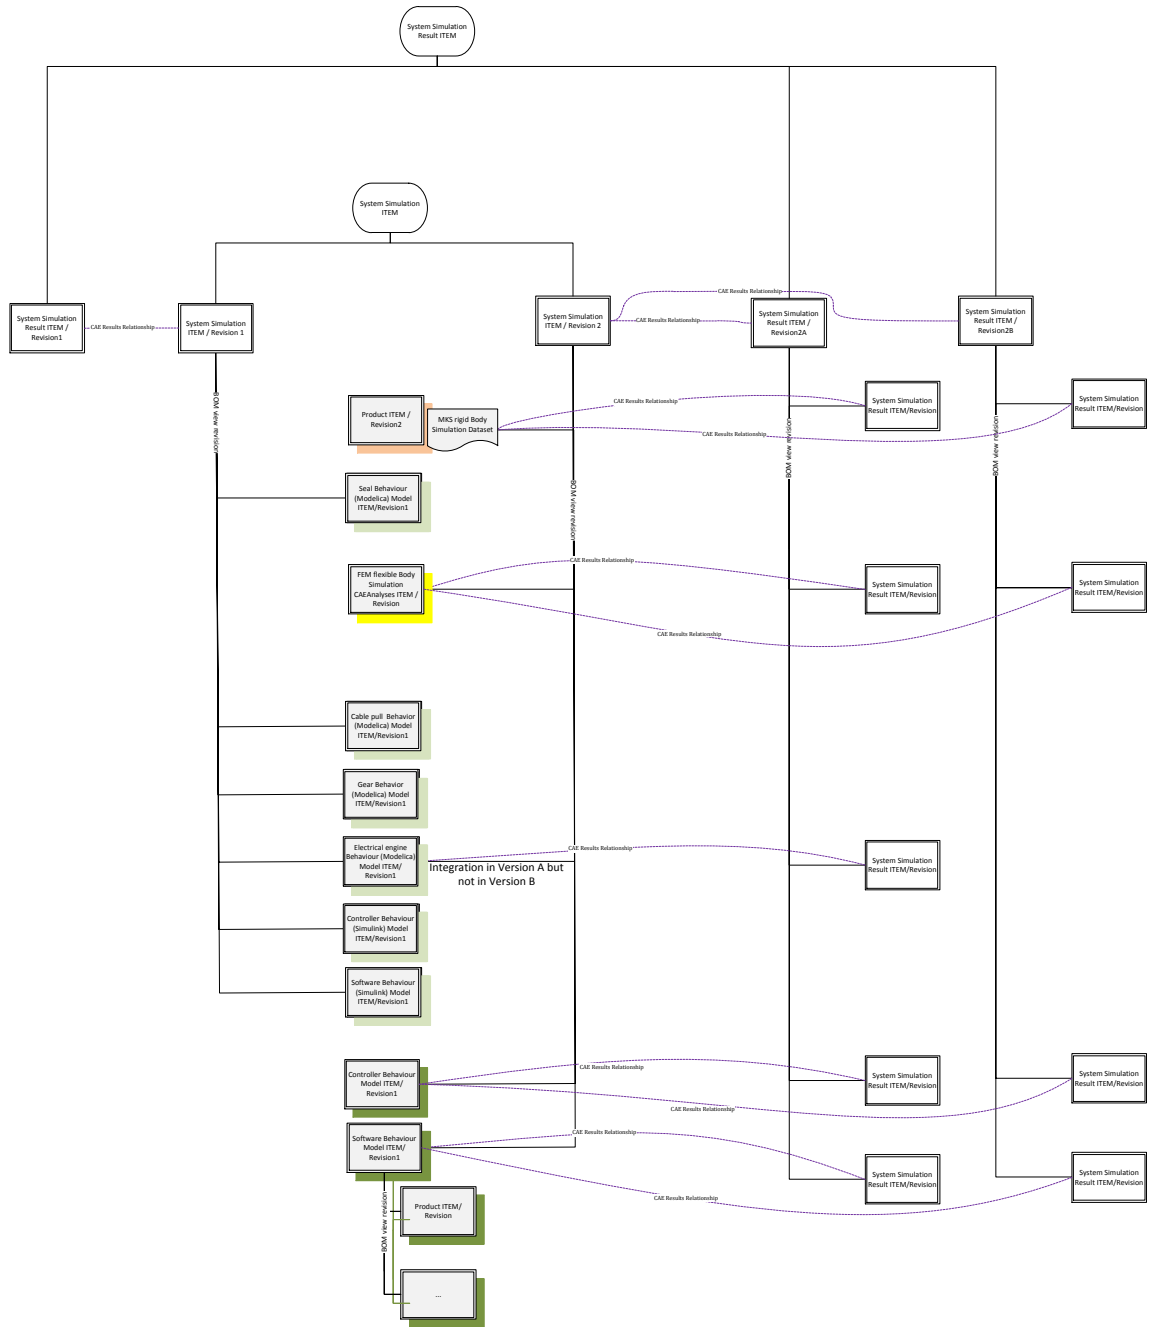 System Simulation
Result ITEM
System Simulation
ITEM
System Simulation
Result ITEM /
Revision1
CAE Results Relationship
System Simulation
ITEM / Revision 1
System Simulation
ITEM / Revision 2
CAE Results Relationship
CAE Results Relationship
System Simulation
Result ITEM /
Revision2A
System Simulation
Result ITEM /
Revision2B
BOM view revision
Product ITEM /
Revision2
MKS rigid Body
Simulation Dataset
CAE Results Relationship
CAE Results Relationship
System Simulation
Result ITEM/Revision
System Simulation
Result ITEM/Revision
BOM view revision
BOM view revision
BOM view revision
Seal Behaviour
(Modelica) Model
ITEM/Revision1
FEM flexible Body
Simulation
CAEAnalyses ITEM /
Revision
CAE Results Relationship
CAE Results Relationship
System Simulation
Result ITEM/Revision
System Simulation
Result ITEM/Revision
Cable pull  Behavior
(Modelica) Model
ITEM/Revision1
Gear Behavior
(Modelica) Model
ITEM/Revision1
Electrical engine
Behaviour (Modelica)
Model ITEM/
Revision1
CAE Results Relationship
Integration in Version A but
not in Version B
System Simulation
Result ITEM/Revision
Controller Behaviour
(Simulink) Model
ITEM/Revision1
Software Behaviour
(Simulink) Model
ITEM/Revision1
Controller Behaviour
Model ITEM/
Revision1
CAE Results Relationship
CAE Results Relationship
System Simulation
Result ITEM/Revision
System Simulation
Result ITEM/Revision
Software Behaviour
Model ITEM/
Revision1
CAE Results Relationship
CAE Results Relationship
System Simulation
Result ITEM/Revision
System Simulation
Result ITEM/Revision
BOM view revision
Product ITEM/
Revision
...